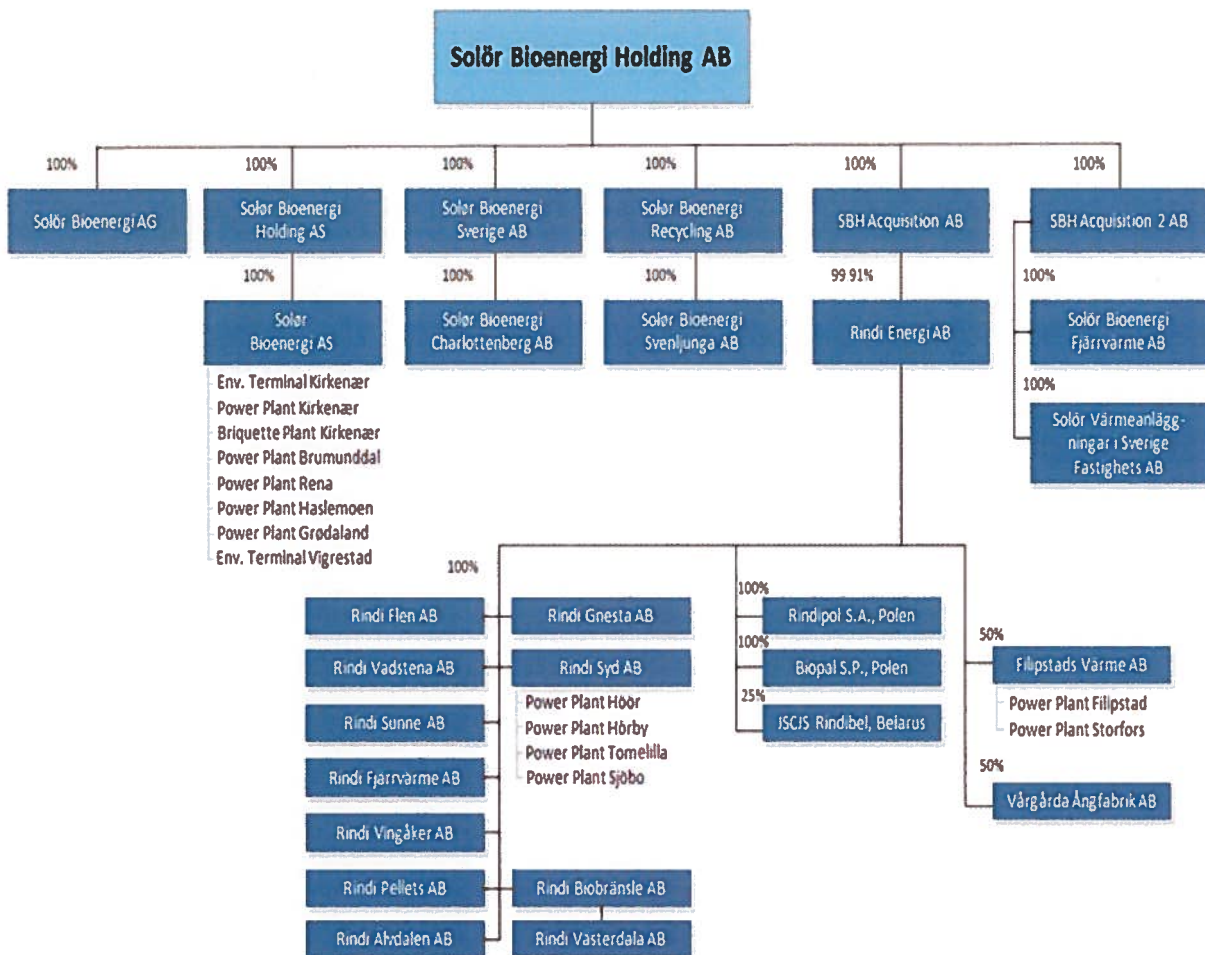 Solör Bioenergi Holding AB
100%
100%
100%
100%
100%
100%
Solör Bioenergi AG
Solør Bioenergi
Holding AS
Solør Bioenergi
Sverige AB
Solør Bioenergi
Recycling AB
SBH Acquisition AB
SBH Acquisition 2 AB
100%
100%
100%
99 91%
100%
Solør
Bioenergi AS
Solør Bioenergi
Charlottenberg AB
Solør Bioenergi
Svenljunga AB
Rindi Energi AB
Solör Bioenergi
Fjärrvärme AB
100%
Solör Värmeanlägg-
ningar i Sverige
Fastighets AB
Env. Terminal Kirkenær
Power Plant Kirkenær
Briquette Plant Kirkenær
Power Plant Brumunddal
Power Plant Rena
Power Plant Haslemoen
Power Plant Grødaland
Env. Terminal Vigrestad
100%
Rindi Flen AB
Rindi Gnesta AB
Rindi Vadstena AB
Rindi Syd AB
Power Plant Höör
Power Plant Hörby
Power Plant Tomelilla
Power Plant Sjöbo
Rindi Sunne AB
Rindi Fjärrvärme AB
Rindi Vingåker AB
Rindi Pellets AB
Rindi Biobränsle AB
Rindi Älvdalen AB
Rindi Västerdala AB
100%
Rindipol S.A., Polen
100%
Biopal S.P., Polen
25%
JSCJS Rindibel, Belarus
50%
Filipstads Värme AB
Power Plant Filipstad
Power Plant Storfors
50%
Vårgårda Ångfabrik AB